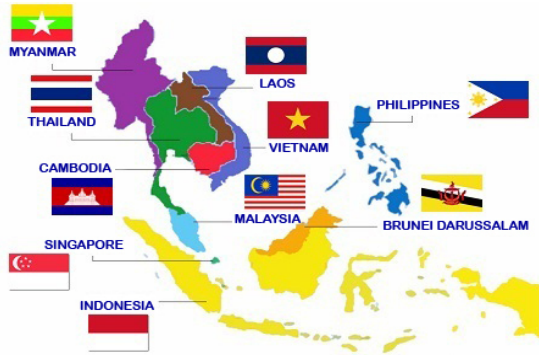 MYANMAR
LAOS
THAILAND
PHILIPPINES
VIETNAM
CAMBODIA
MALAYSIA
BRUNEI DARUSSALAM
SINGAPORE
INDONESIA